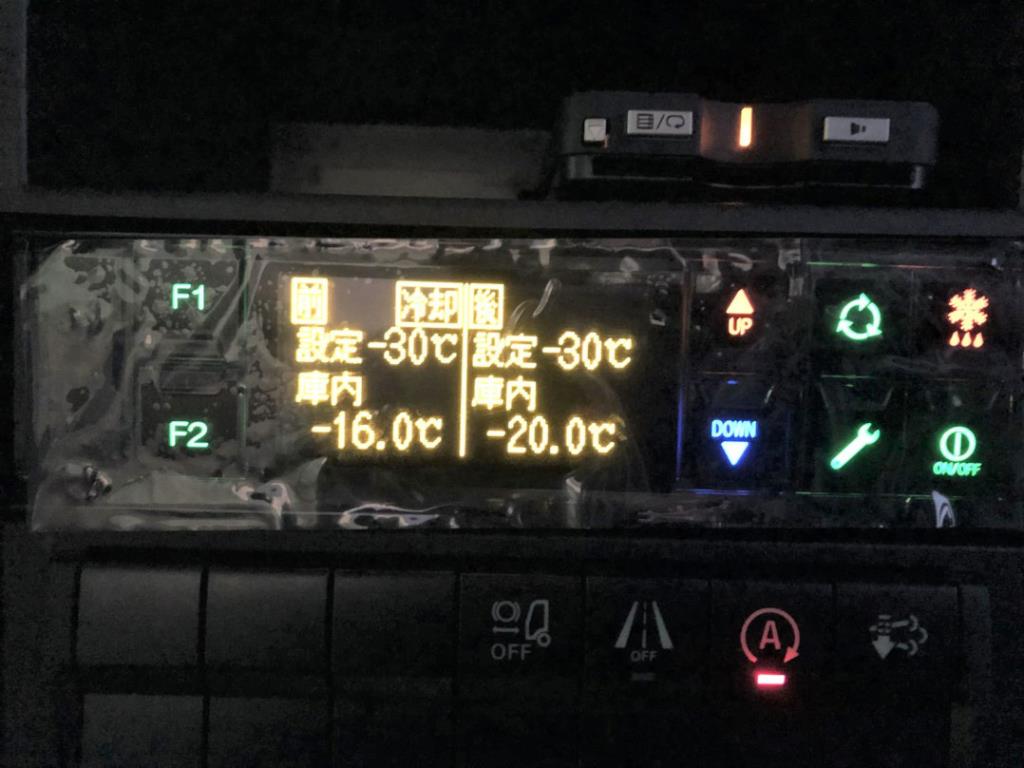 F1
F2
前 冷却 後
設定 -30℃ 設定 -30℃
庫内 庫内
-16.0℃ -20.0℃
UP
DOWN
ON/OFF
OFF
OFF
A